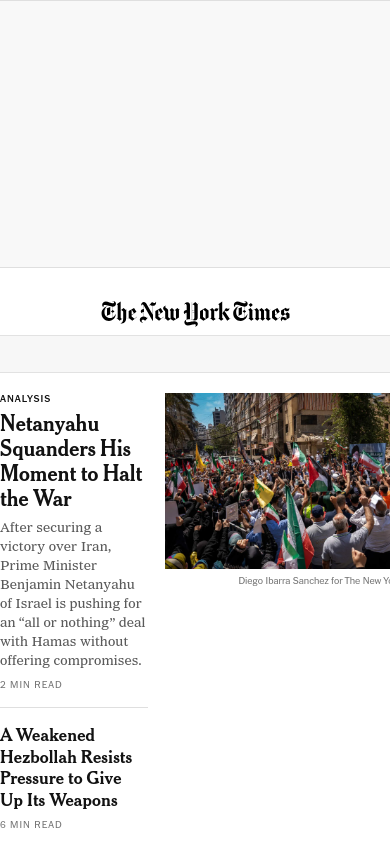 The New York Times
ANALYSIS
Netanyahu
Squanders His
Moment to Halt
the War
After securing a
victory over Iran,
Prime Minister
Benjamin Netanyahu
of Israel is pushing for
an “all or nothing” deal
with Hamas without
offering compromises.
2 MIN READ
Diego Ibarra Sanchez for The New Yo
A Weakened
Hezbollah Resists
Pressure to Give
Up Its Weapons
6 MIN READ